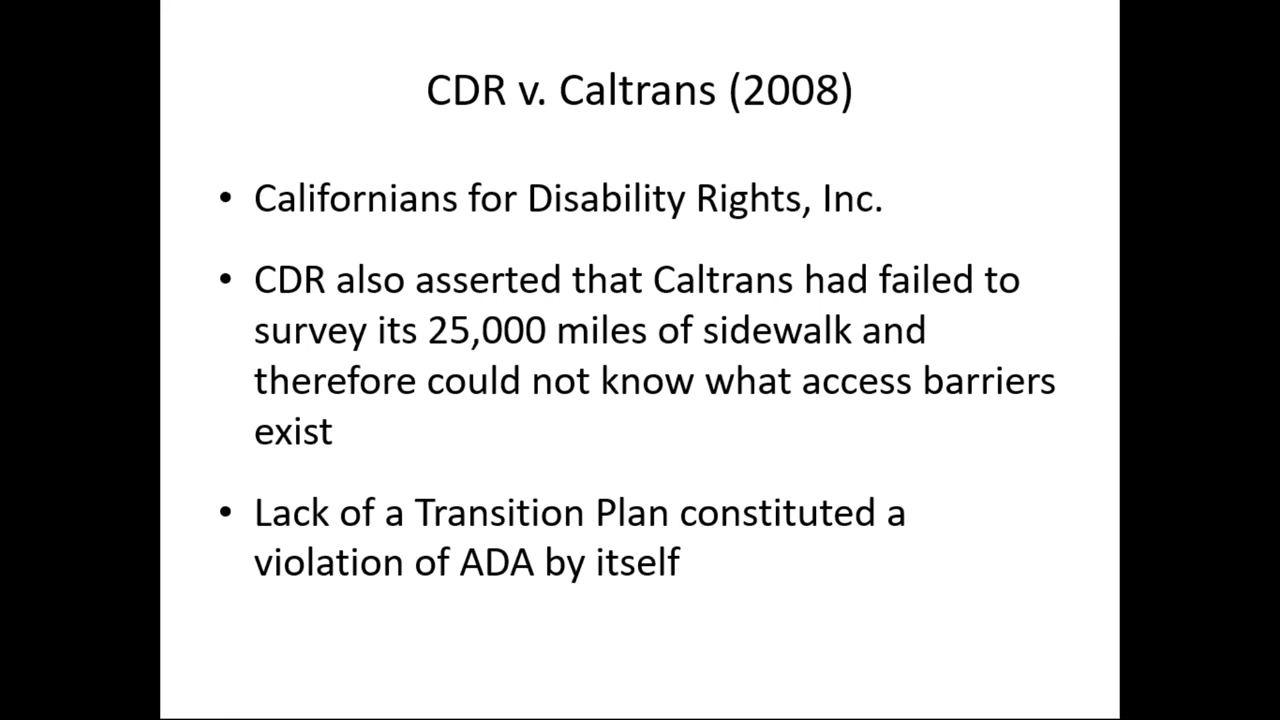 CDR v. Caltrans (2008)
• Californians for Disability Rights, Inc.
• CDR also asserted that Caltrans had failed to
survey its 25,000 miles of sidewalk and
therefore could not know what access barriers
exist
• Lack of a Transition Plan constituted a
violation of ADA by itself